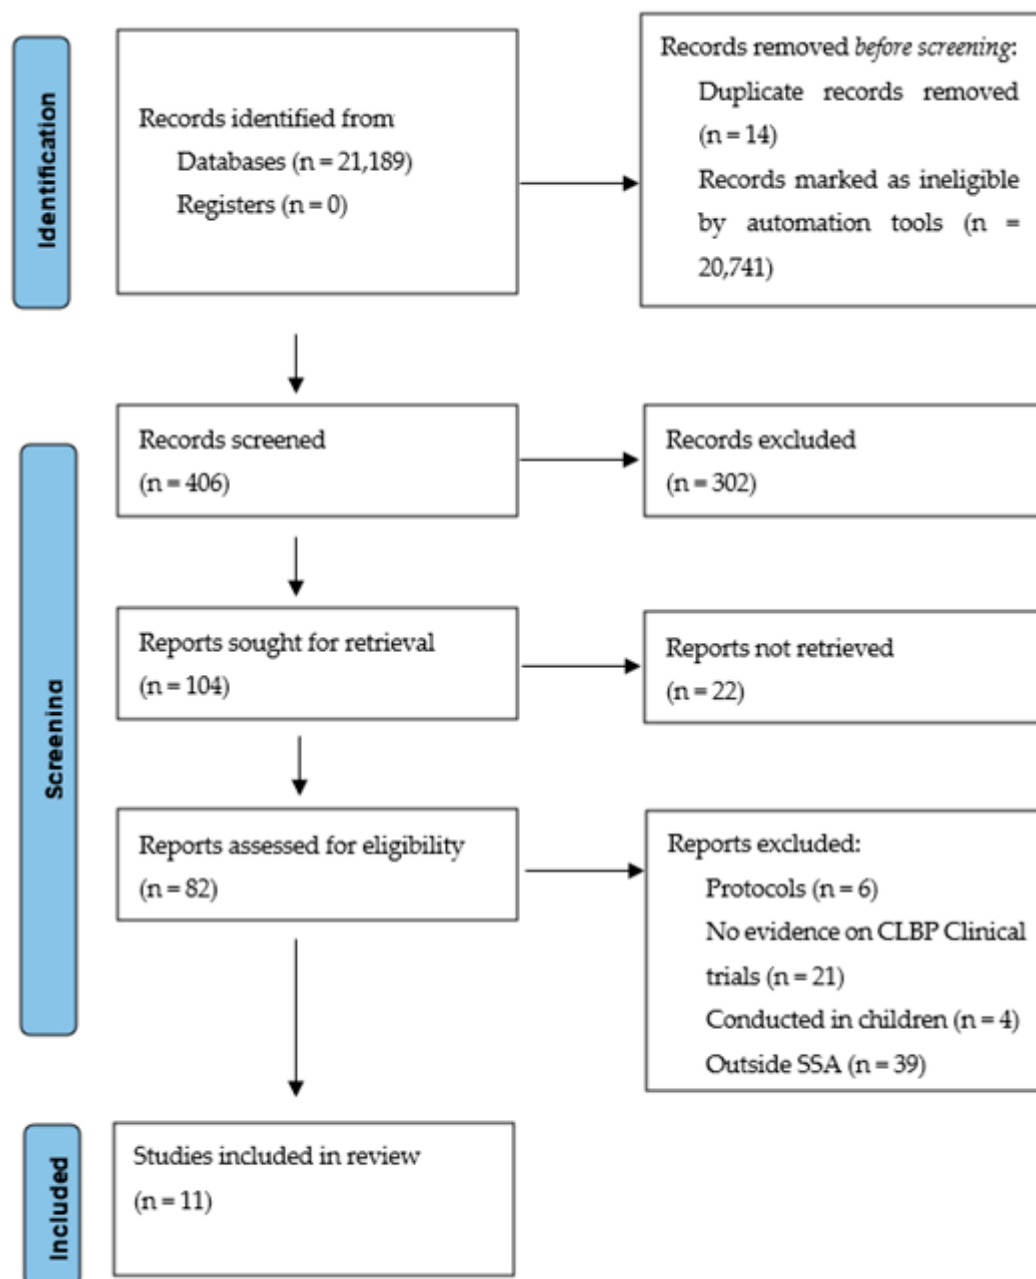 Identification
Records identified from
Databases (n = 21,189)
Registers (n = 0)
Records removed before screening:
Duplicate records removed
(n = 14)
Records marked as ineligible
by automation tools (n =
20,741)
Screening
Records screened
(n = 406)
Records excluded
(n = 302)
Reports sought for retrieval
(n = 104)
Reports not retrieved
(n = 22)
Reports assessed for eligibility
(n = 82)
Reports excluded:
Protocols (n = 6)
No evidence on CLBP Clinical
trials (n = 21)
Conducted in children (n = 4)
Outside SSA (n = 39)
Included
Studies included in review
(n = 11)